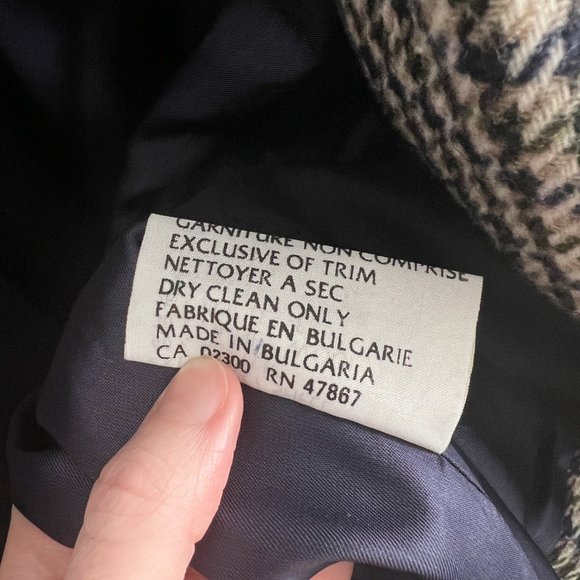 GARNITURE NON COMPRISE
EXCLUSIVE OF TRIM
NETTOYER A SEC
DRY CLEAN ONLY
FABRIQUE EN BULGARIE
MADE IN BULGARIA
CA 02300 RN 47867